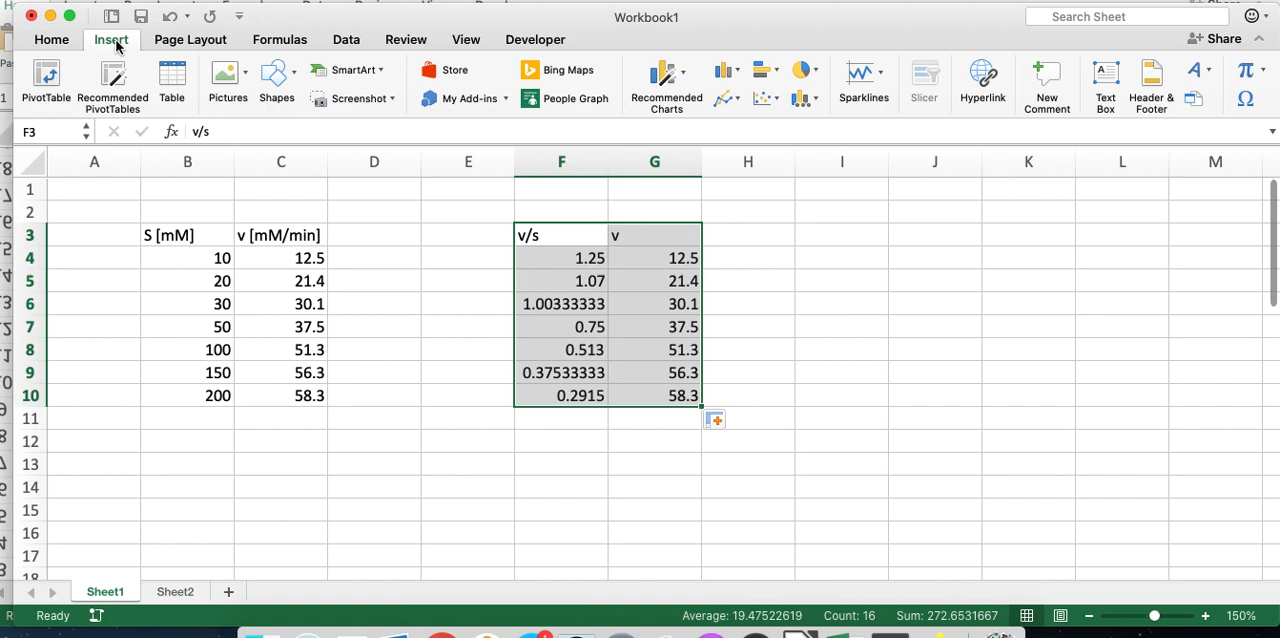 Workbook1
Search Sheet
Home Insert Page Layout Formulas Data Review View Developer Share
PivotTable Recommended PivotTables Table Pictures Shapes SmartArt Screenshot Store My Add-ins Bing Maps People Graph Recommended Charts Sparklines Slicer Hyperlink New Comment Text Box Header & Footer
F3 fx v/s
A B C D E F G H I J K L M
1
2
3 S [mM] v [mM/min] v/s v
4 10 12.5 1.25 12.5
5 20 21.4 1.07 21.4
6 30 30.1 1.00333333 30.1
7 50 37.5 0.75 37.5
8 100 51.3 0.513 51.3
9 150 56.3 0.37533333 56.3
10 200 58.3 0.2915 58.3
11
12
13
14
15
16
17
18
Sheet1 Sheet2 +
Ready Average: 19.47522619 Count: 16 Sum: 272.6531667 150%